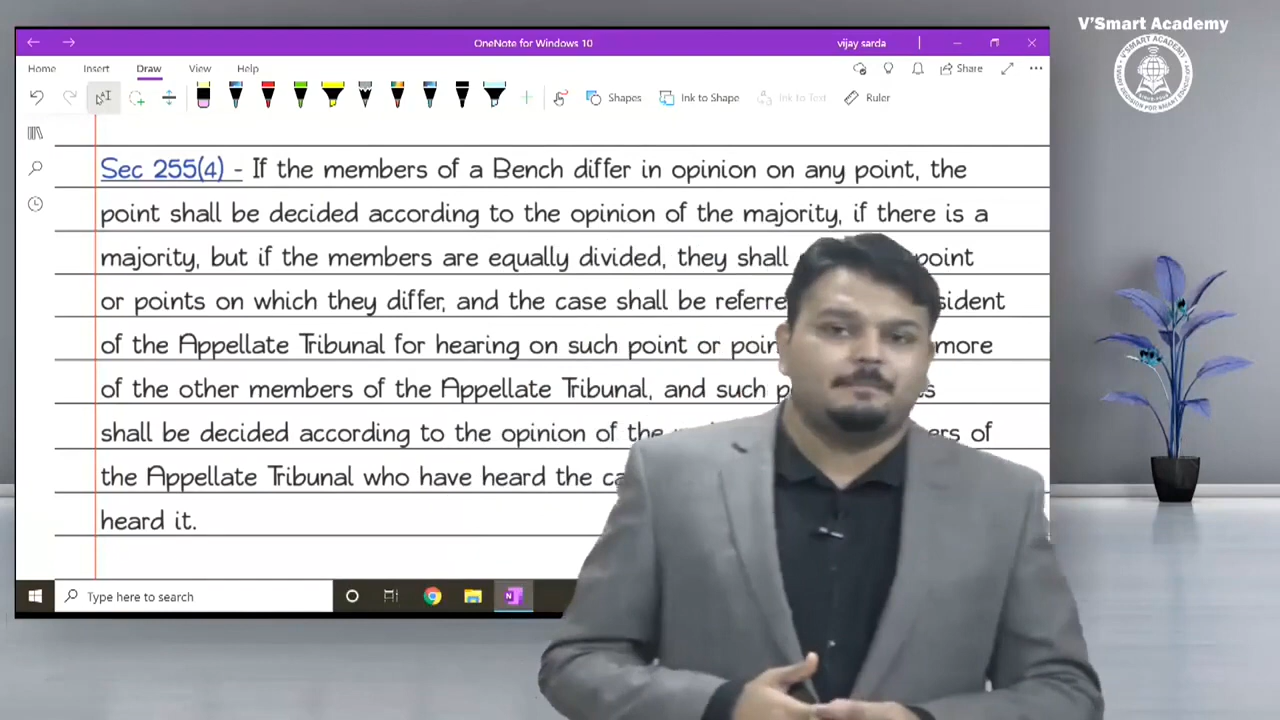 V'Smart Academy
OneNote for Windows 10
vijay sarda
Home Insert Draw View Help
Share
Shapes Ink to Shape Ink to Text Ruler
Sec 255(4) - If the members of a Bench differ in opinion on any point, the
point shall be decided according to the opinion of the majority, if there is a
majority, but if the members are equally divided, they shall point
or points on which they differ, and the case shall be
of the Appellate Tribunal for hearing on such point or more
of the other members of the Appellate Tribunal, and such
shall be decided according to the opinion of the of
the Appellate Tribunal who have heard the
heard it.
Type here to search